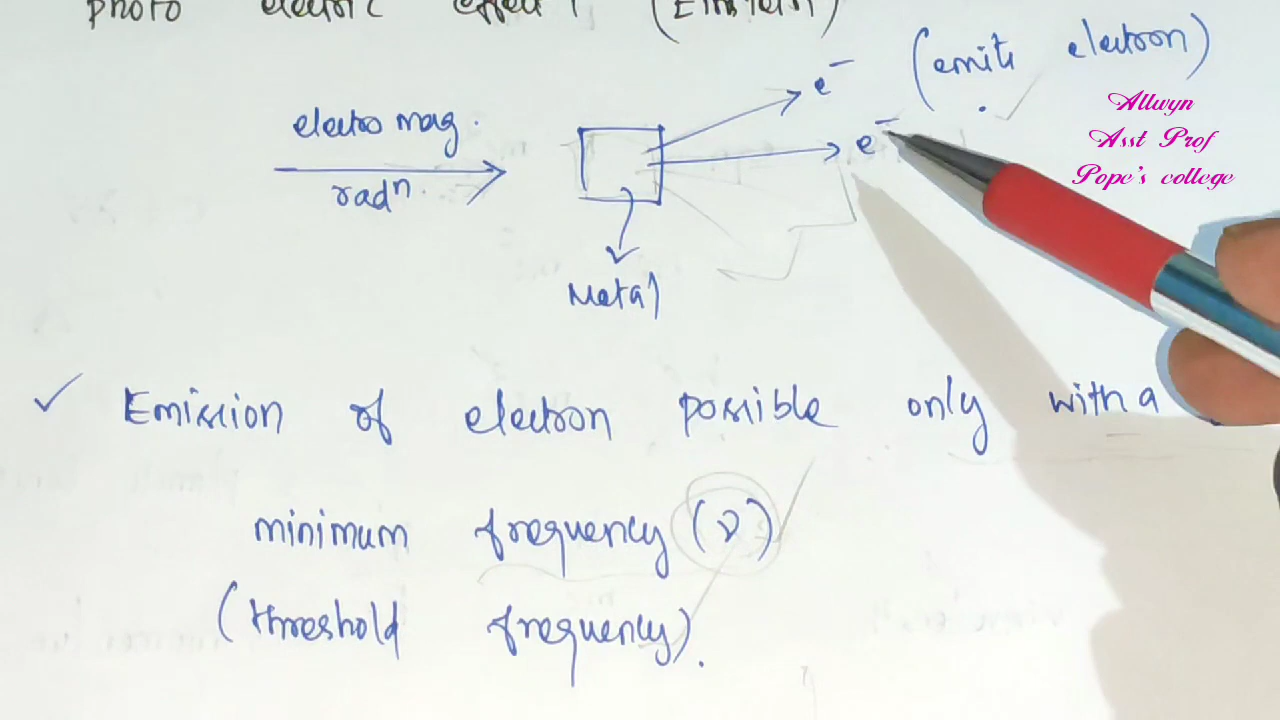 photo electric effect (Einstein)
e⁻ (emits electron)
electro mag.
radⁿ.
e⁻
Metal
Allwyn
Asst Prof
Pope's college
✓ Emission of electron possible only with a
minimum frequency (ν)
(threshold frequency).